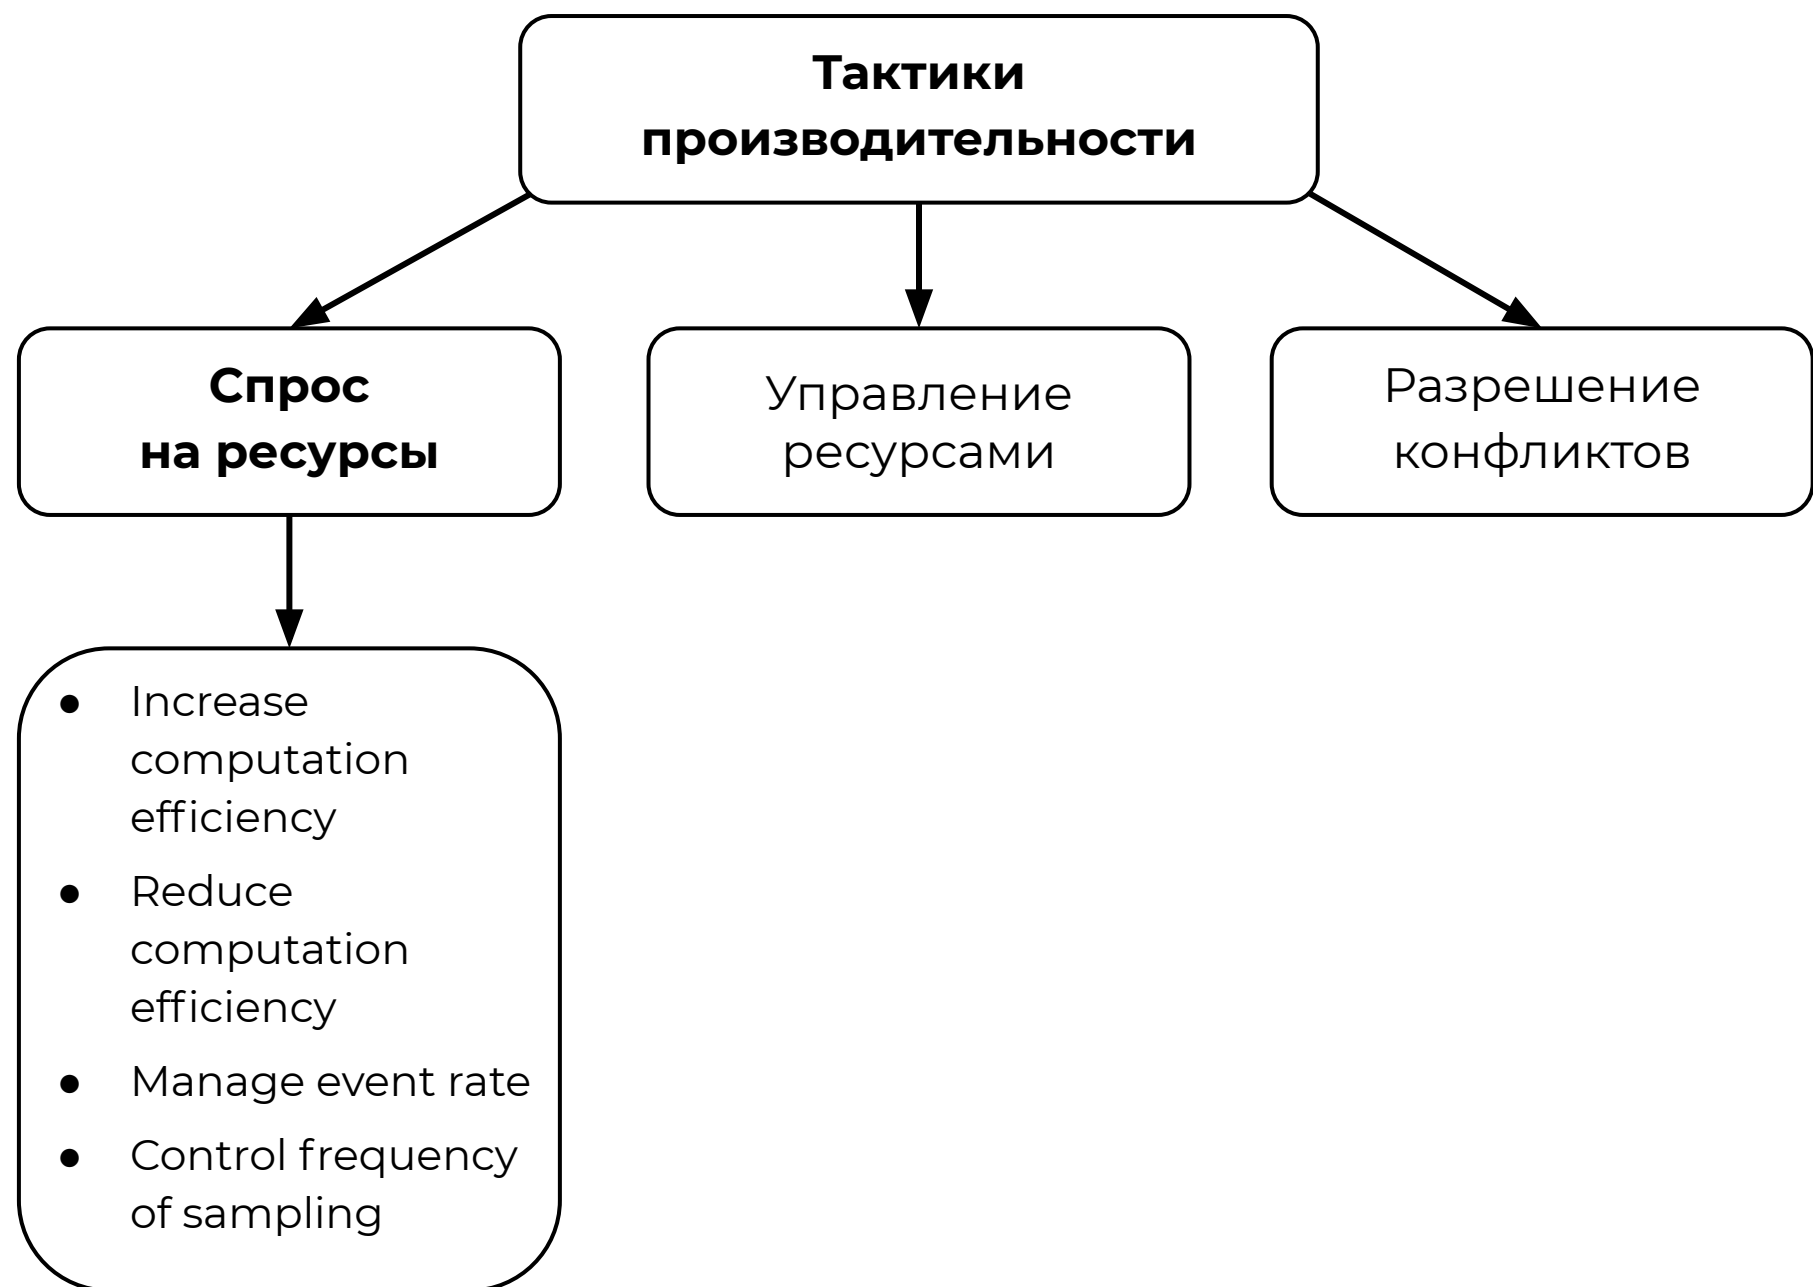 Тактики
производительности
Спрос
на ресурсы
Управление
ресурсами
Разрешение
конфликтов
● Increase
computation
efficiency
● Reduce
computation
efficiency
● Manage event rate
● Control frequency
of sampling